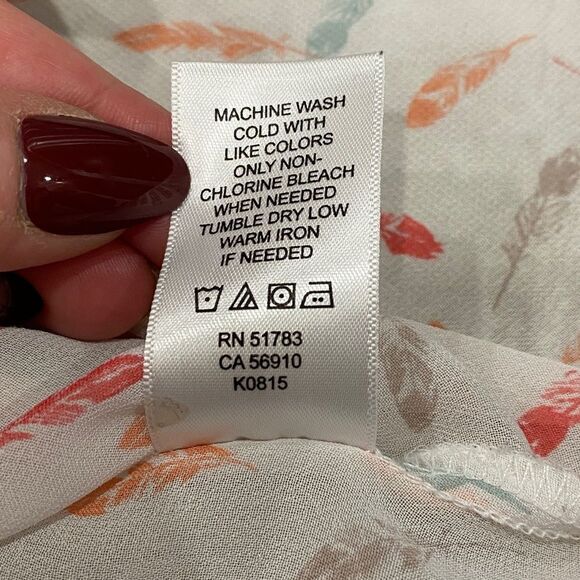 MACHINE WASH
COLD WITH
LIKE COLORS
ONLY NON-
CHLORINE BLEACH
WHEN NEEDED
TUMBLE DRY LOW
WARM IRON
IF NEEDED
RN 51783
CA 56910
K0815